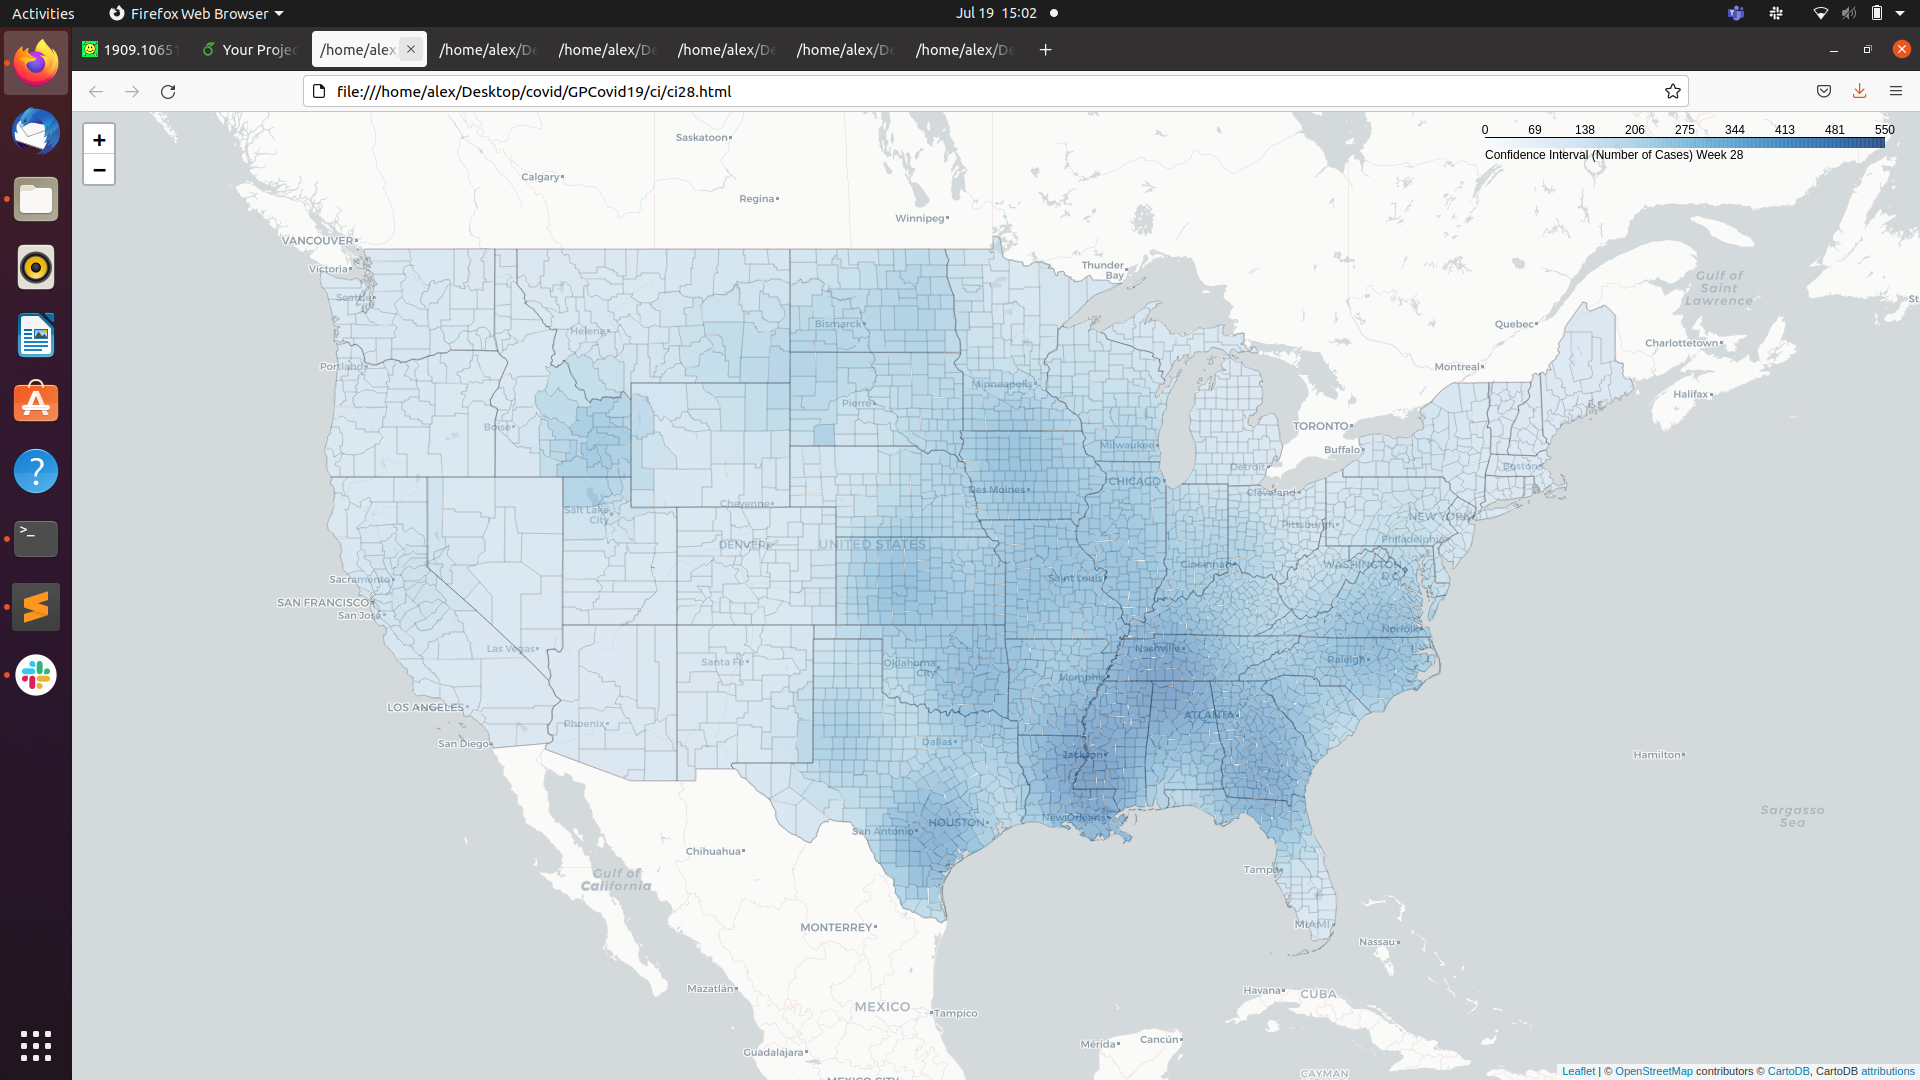 Activities
Firefox Web Browser
Jul 19 15:02
1909.10651
Your Projec
/home/alex
/home/alex/De
/home/alex/De
/home/alex/De
/home/alex/De
/home/alex/De
file:///home/alex/Desktop/covid/GPCovid19/ci/ci28.html
+
−
0 69 138 206 275 344 413 481 550
Confidence Interval (Number of Cases) Week 28
Saskatoon
Calgary
Regina
Winnipeg
VANCOUVER
Victoria
Thunder
Bay
Gulf of
Saint
Lawrence
St
Seattle
Helena
Bismarck
Quebec
Charlottetown
Portland
Montreal
Minneapolis
Halifax
Pierre
Boise
TORONTO
Milwaukee
Buffalo
Detroit
Boston
CHICAGO
Des Moines
Cleveland
Cheyenne
Salt Lake
City
NEW YORK
Pittsburgh
Philadelphia
DENVER
UNITED STATES
Cincinnati
WASHINGTON
D.C.
Sacramento
Saint Louis
SAN FRANCISCO
San Jose
Norfolk
Las Vegas
Nashville
Santa Fe
Oklahoma
City
Raleigh
Memphis
LOS ANGELES
Phoenix
ATLANTA
San Diego
Dallas
Jackson
Hamilton
HOUSTON
San Antonio
New Orleans
Sargasso
Sea
Chihuahua
Tampa
Gulf of
California
MONTERREY
MIAMI
Nassau
Mazatlán
Havana
CUBA
MEXICO
Tampico
Mérida
Cancún
Guadalajara
CAYMAN
MEXICO CITY
Leaflet | © OpenStreetMap contributors © CartoDB, CartoDB attributions